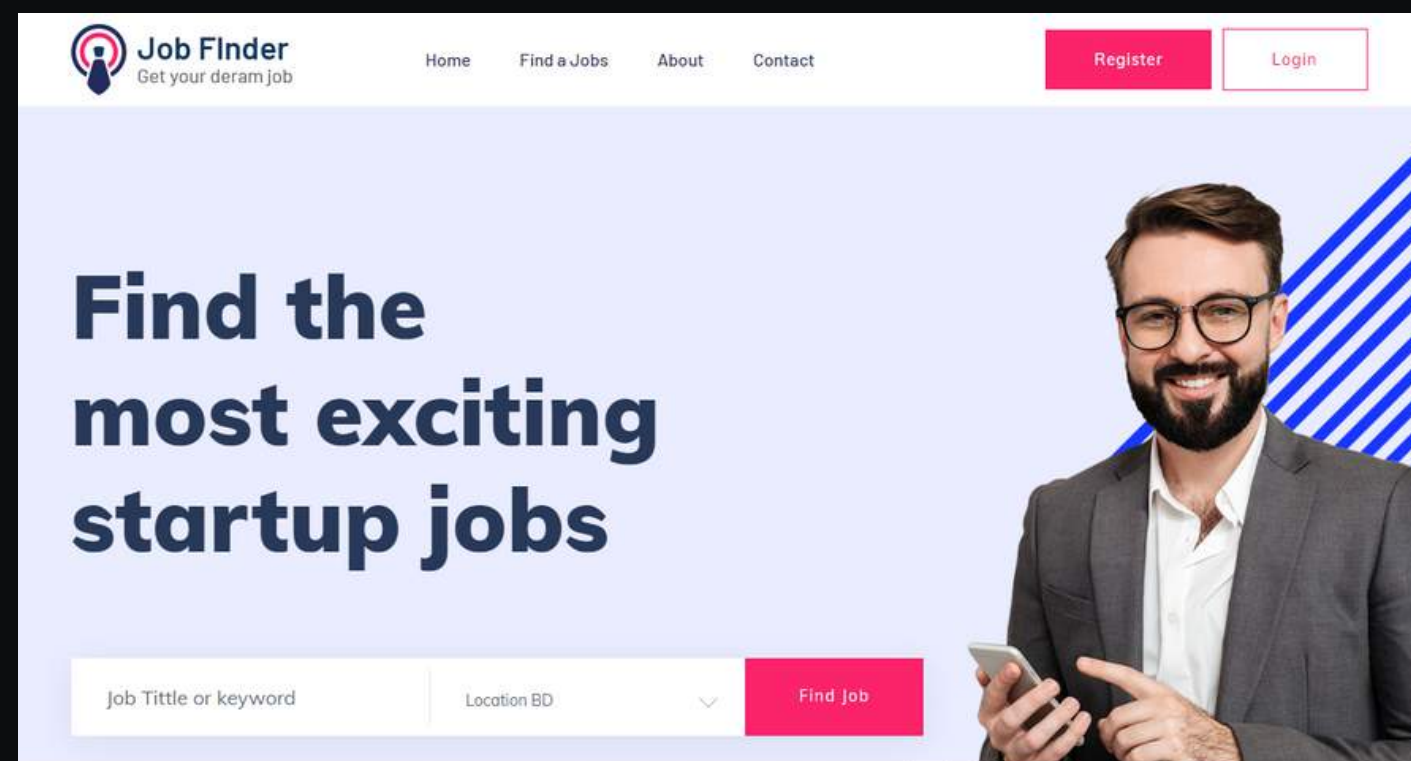 Job FInder
Get your deram job
Home
Find a Jobs
About
Contact
Register
Login
Find the
most exciting
startup jobs
Job Tittle or keyword
Location BD
Find Job